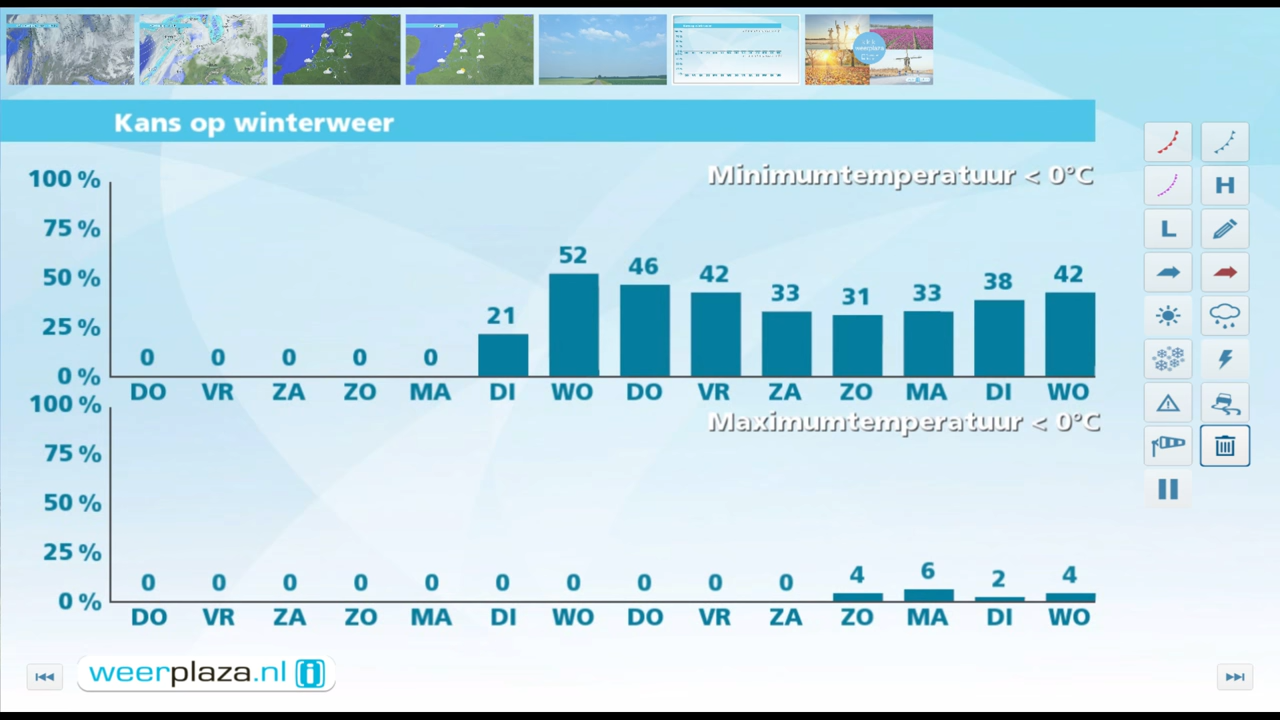 Kans op winterweer
Minimumtemperatuur < 0°C
100 %
75 %
50 %
25 %
0 %
0 0 0 0 0 21 52 46 42 33 31 33 38 42
DO VR ZA ZO MA DI WO DO VR ZA ZO MA DI WO
Maximumtemperatuur < 0°C
100 %
75 %
50 %
25 %
0 %
0 0 0 0 0 0 0 0 0 0 4 6 2 4
DO VR ZA ZO MA DI WO DO VR ZA ZO MA DI WO
H
L
weerplaza.nl i
weerplaza